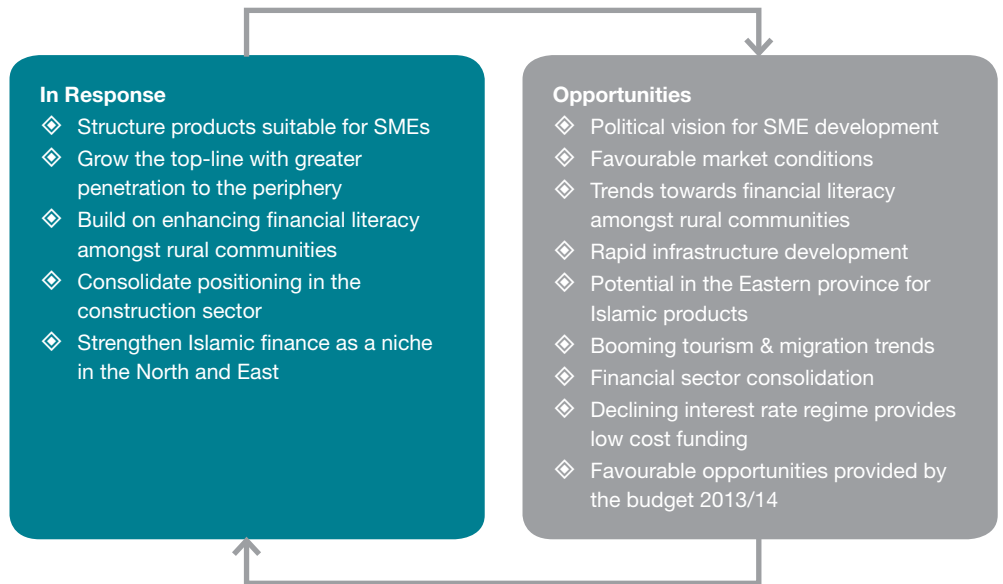 In Response
Structure products suitable for SMEs
Grow the top-line with greater
penetration to the periphery
Build on enhancing financial literacy
amongst rural communities
Consolidate positioning in the
construction sector
Strengthen Islamic finance as a niche
in the North and East
Opportunities
Political vision for SME development
Favourable market conditions
Trends towards financial literacy
amongst rural communities
Rapid infrastructure development
Potential in the Eastern province for
Islamic products
Booming tourism & migration trends
Financial sector consolidation
Declining interest rate regime provides
low cost funding
Favourable opportunities provided by
the budget 2013/14